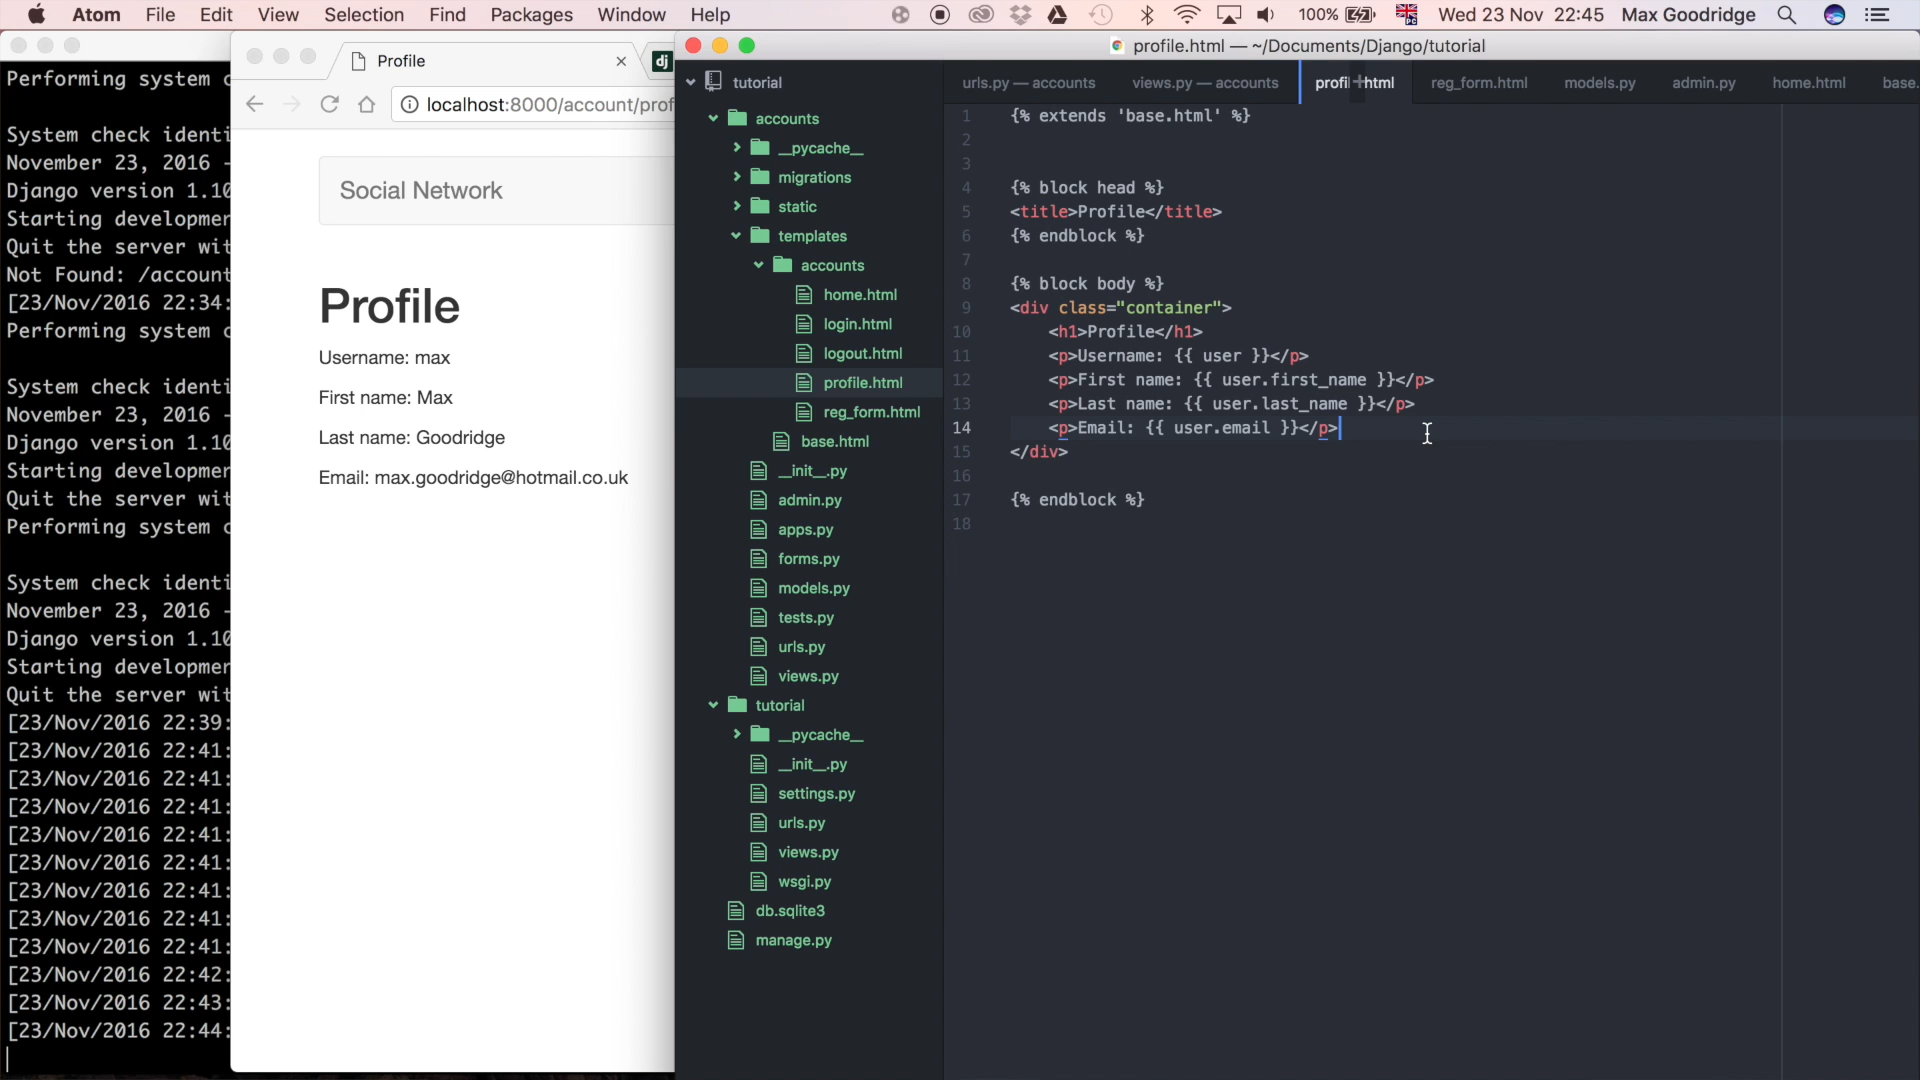 Atom File Edit View Selection Find Packages Window Help 100% Wed 23 Nov 22:45 Max Goodridge
Performing system c
System check identi
November 23, 2016 -
Django version 1.10
Starting developmen
Quit the server wit
Not Found: /account
[23/Nov/2016 22:34:
Performing system c
System check identi
November 23, 2016 -
Django version 1.10
Starting developmen
Quit the server wit
Performing system c
System check identi
November 23, 2016 -
Django version 1.10
Starting developmen
Quit the server wit
[23/Nov/2016 22:39:
[23/Nov/2016 22:41:
[23/Nov/2016 22:41:
[23/Nov/2016 22:41:
[23/Nov/2016 22:41:
[23/Nov/2016 22:41:
[23/Nov/2016 22:41:
[23/Nov/2016 22:41:
[23/Nov/2016 22:41:
[23/Nov/2016 22:42:
[23/Nov/2016 22:43:
[23/Nov/2016 22:44:
Profile
dj
localhost:8000/account/prof
Social Network
Profile
Username: max
First name: Max
Last name: Goodridge
Email: max.goodridge@hotmail.co.uk
profile.html — ~/Documents/Django/tutorial
tutorial
accounts
__pycache__
migrations
static
templates
accounts
home.html
login.html
logout.html
profile.html
reg_form.html
base.html
__init__.py
admin.py
apps.py
forms.py
models.py
tests.py
urls.py
views.py
tutorial
__pycache__
__init__.py
settings.py
urls.py
views.py
wsgi.py
db.sqlite3
manage.py
urls.py — accounts views.py — accounts profile.html reg_form.html models.py admin.py home.html base.
1 {% extends 'base.html' %}
2
3
4 {% block head %}
5 <title>Profile</title>
6 {% endblock %}
7
8 {% block body %}
9 <div class="container">
10 <h1>Profile</h1>
11 <p>Username: {{ user }}</p>
12 <p>First name: {{ user.first_name }}</p>
13 <p>Last name: {{ user.last_name }}</p>
14 <p>Email: {{ user.email }}</p>
15 </div>
16
17 {% endblock %}
18